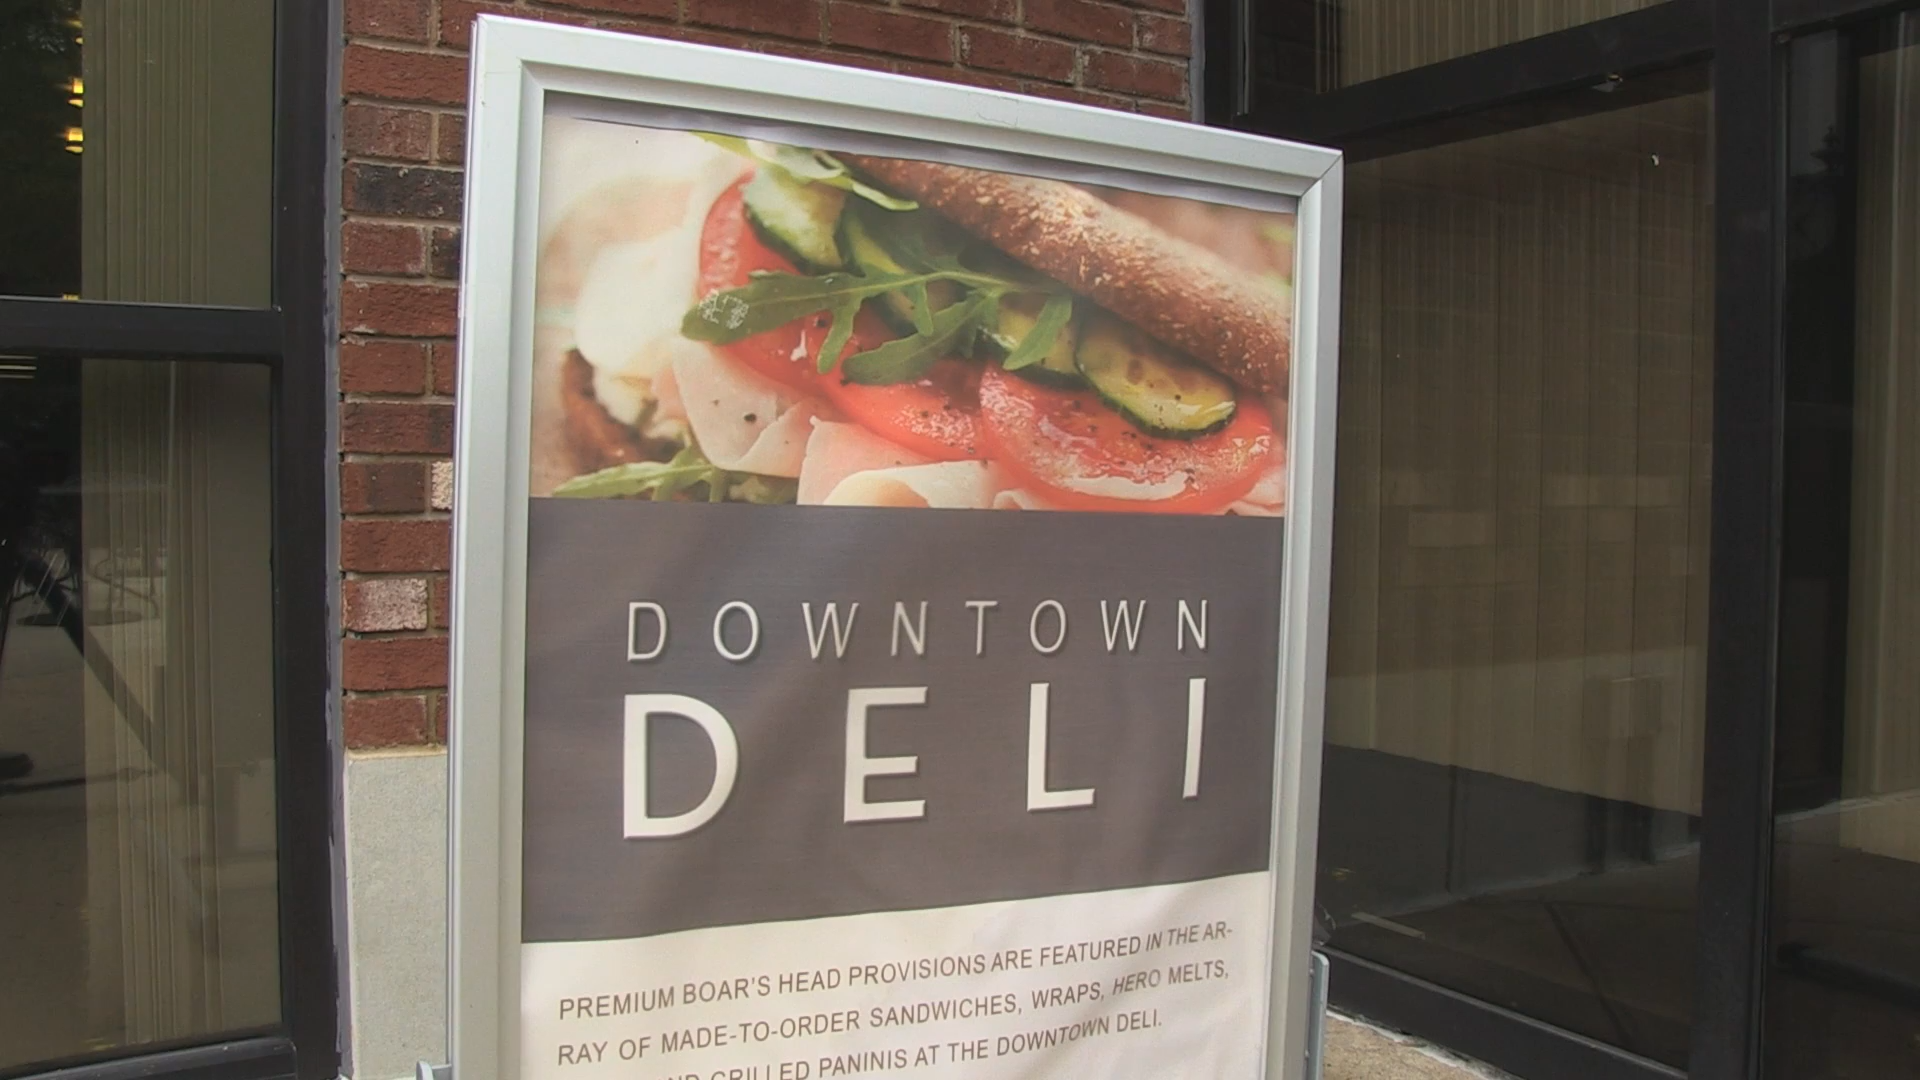 DOWNTOWN
DELI
PREMIUM BOAR'S HEAD PROVISIONS ARE FEATURED IN THE AR-
RAY OF MADE-TO-ORDER SANDWICHES, WRAPS, HERO MELTS,
GRILLED PANINIS AT THE DOWNTOWN DELI.